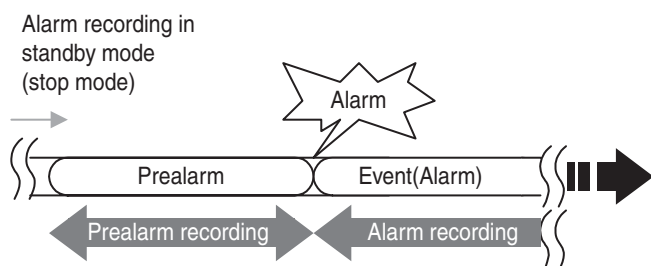 Alarm recording in
standby mode
(stop mode)
Alarm
Prealarm
Event(Alarm)
Prealarm recording
Alarm recording